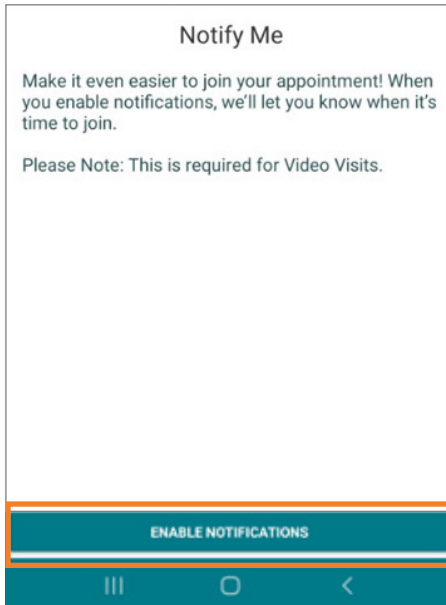 Notify Me
Make it even easier to join your appointment! When
you enable notifications, we'll let you know when it's
time to join.
Please Note: This is required for Video Visits.
ENABLE NOTIFICATIONS